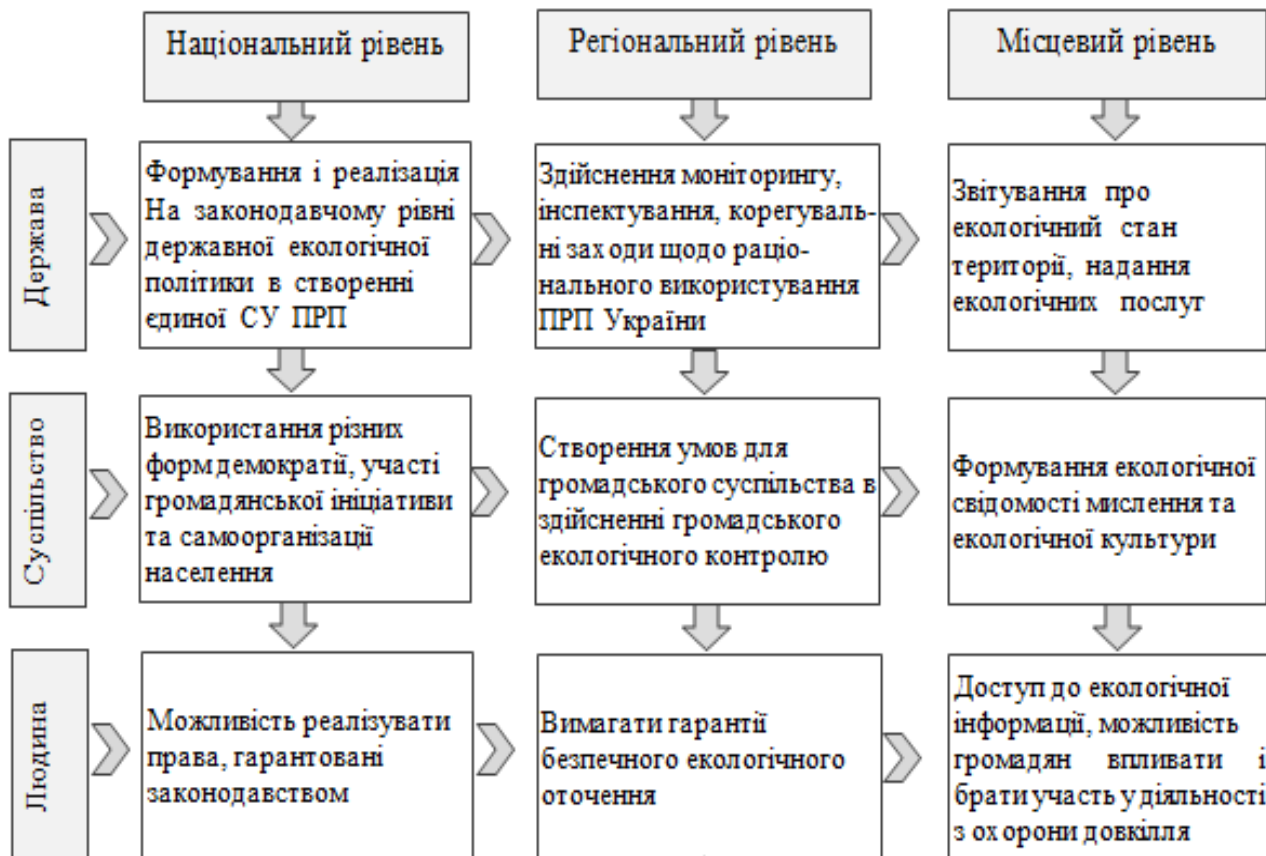 Національний рівень
Регіональний рівень
Місцевий рівень
Держава
Формування і реалізація
На законодавчому рівні
державної екологічної
політики в створенні
єдиної СУ ПРП
Здійснення моніторингу,
інспектування, корегуваль-
ні заходи щодо раціо-
нального використування
ПРП України
Звітування про
екологічний стан
території, надання
екологічних послуг
Суспільство
Використання різних
форм демократії, участі
громадянської ініціативи
та самоорганізації
населення
Створення умов для
громадського суспільства в
здійсненні громадського
екологічного контролю
Формування екологічної
свідомості мислення та
екологічної культури
Людина
Можливість реалізувати
права, гарантовані
законодавством
Вимагати гарантії
безпечного екологічного
оточення
Доступ до екологічної
інформації, можливість
громадян впливати і
брати участь у діяльності
з охорони довкілля